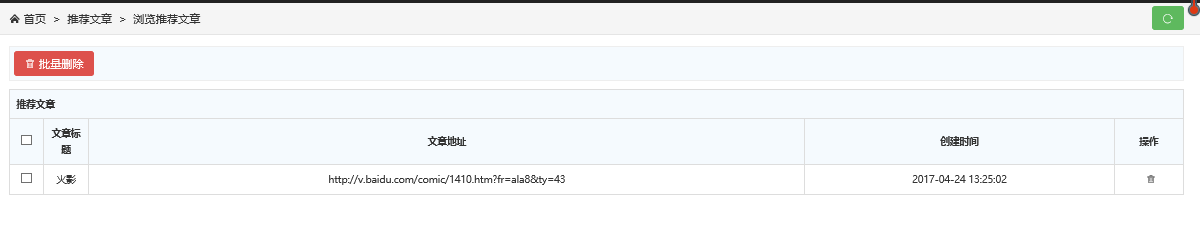 首页 > 推荐文章 > 浏览推荐文章
批量删除
推荐文章
文章标题 文章地址 创建时间 操作
火影 http://v.baidu.com/comic/1410.htm?fr=ala8&ty=43 2017-04-24 13:25:02